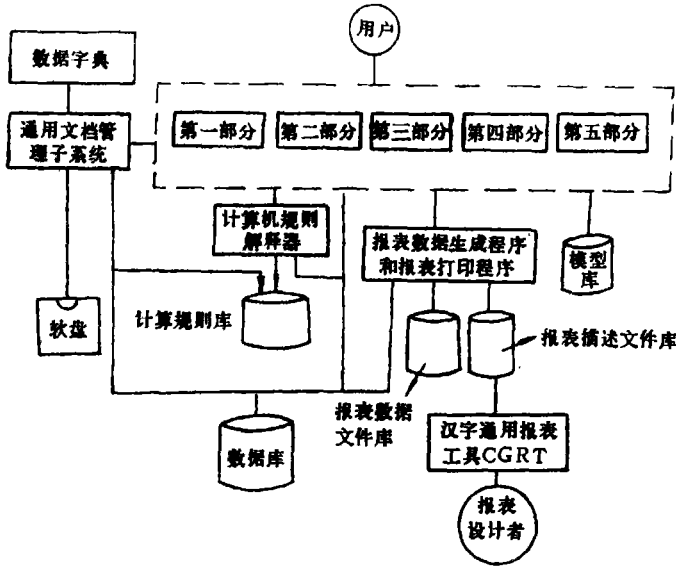 用户
数据字典
通用文档管
理子系统
第一部分
第二部分
第三部分
第四部分
第五部分
计算机规则
解释器
报表数据生成程序
和报表打印程序
模型
库
软盘
计算规则库
报表描述文件库
报表数据
文件库
数据库
汉字通用报表
工具CGRT
报表
设计者